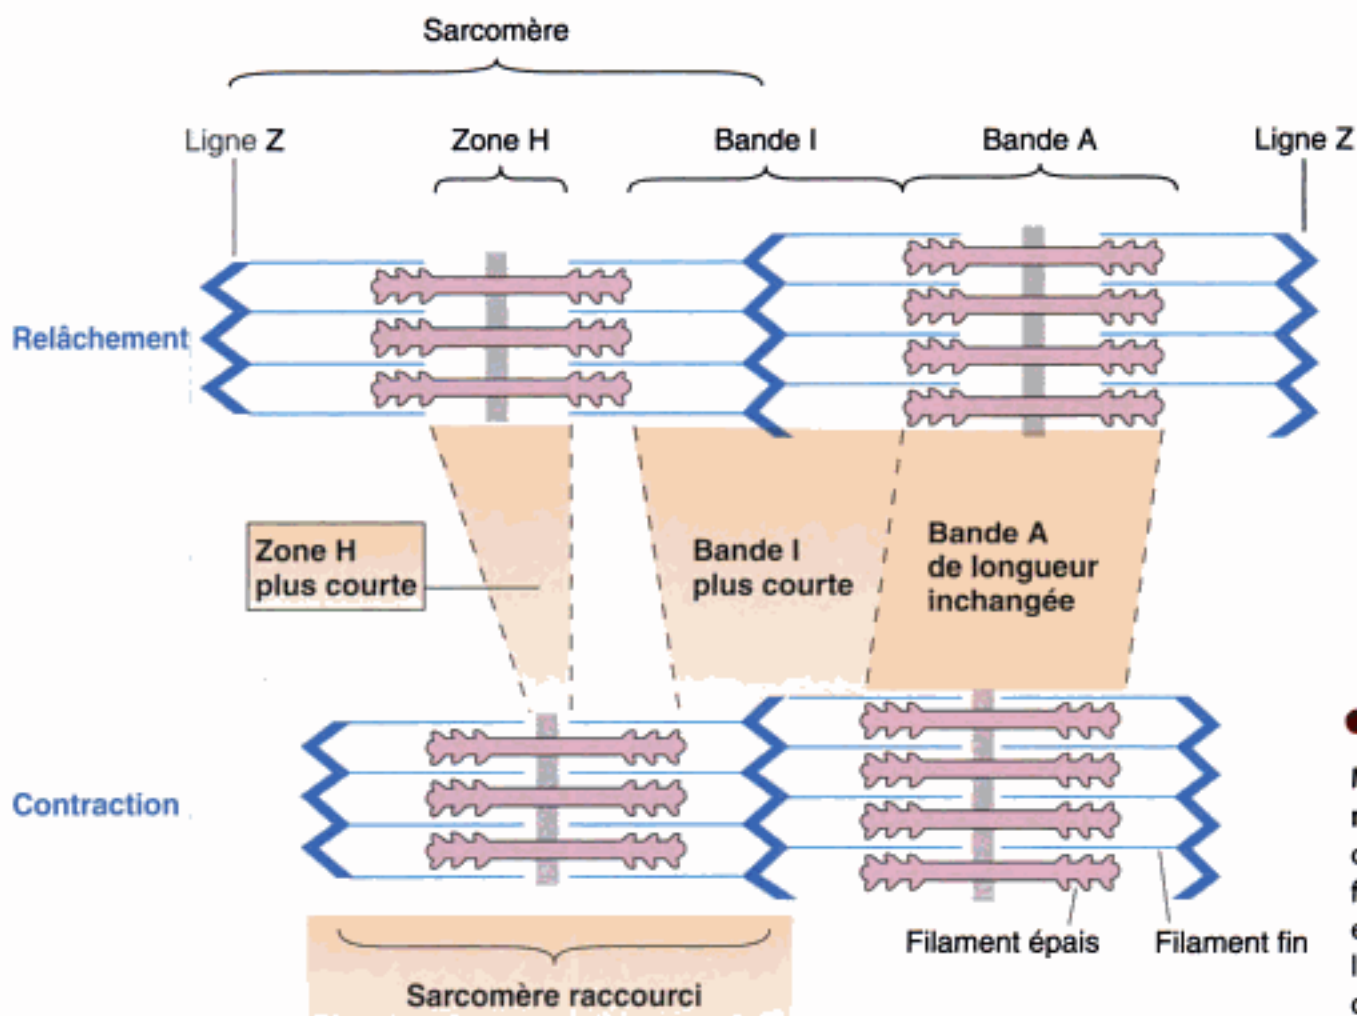 Sarcomère
Ligne Z
Zone H
Bande I
Bande A
Ligne Z
Relâchement
Zone H
plus courte
Bande I
plus courte
Bande A
de longueur
inchangée
Contraction
Filament épais
Filament fin
Sarcomère raccourci